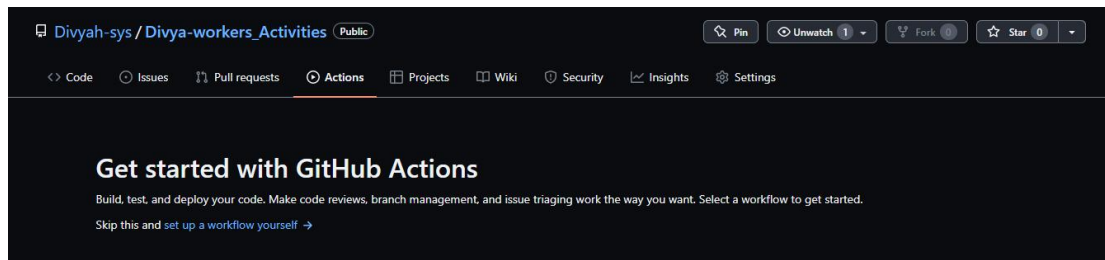 Divyah-sys / Divya-workers_Activities Public Pin Unwatch 1 Fork 0 Star 0
<> Code Issues Pull requests Actions Projects Wiki Security Insights Settings
Get started with GitHub Actions
Build, test, and deploy your code. Make code reviews, branch management, and issue triaging work the way you want. Select a workflow to get started.
Skip this and set up a workflow yourself →